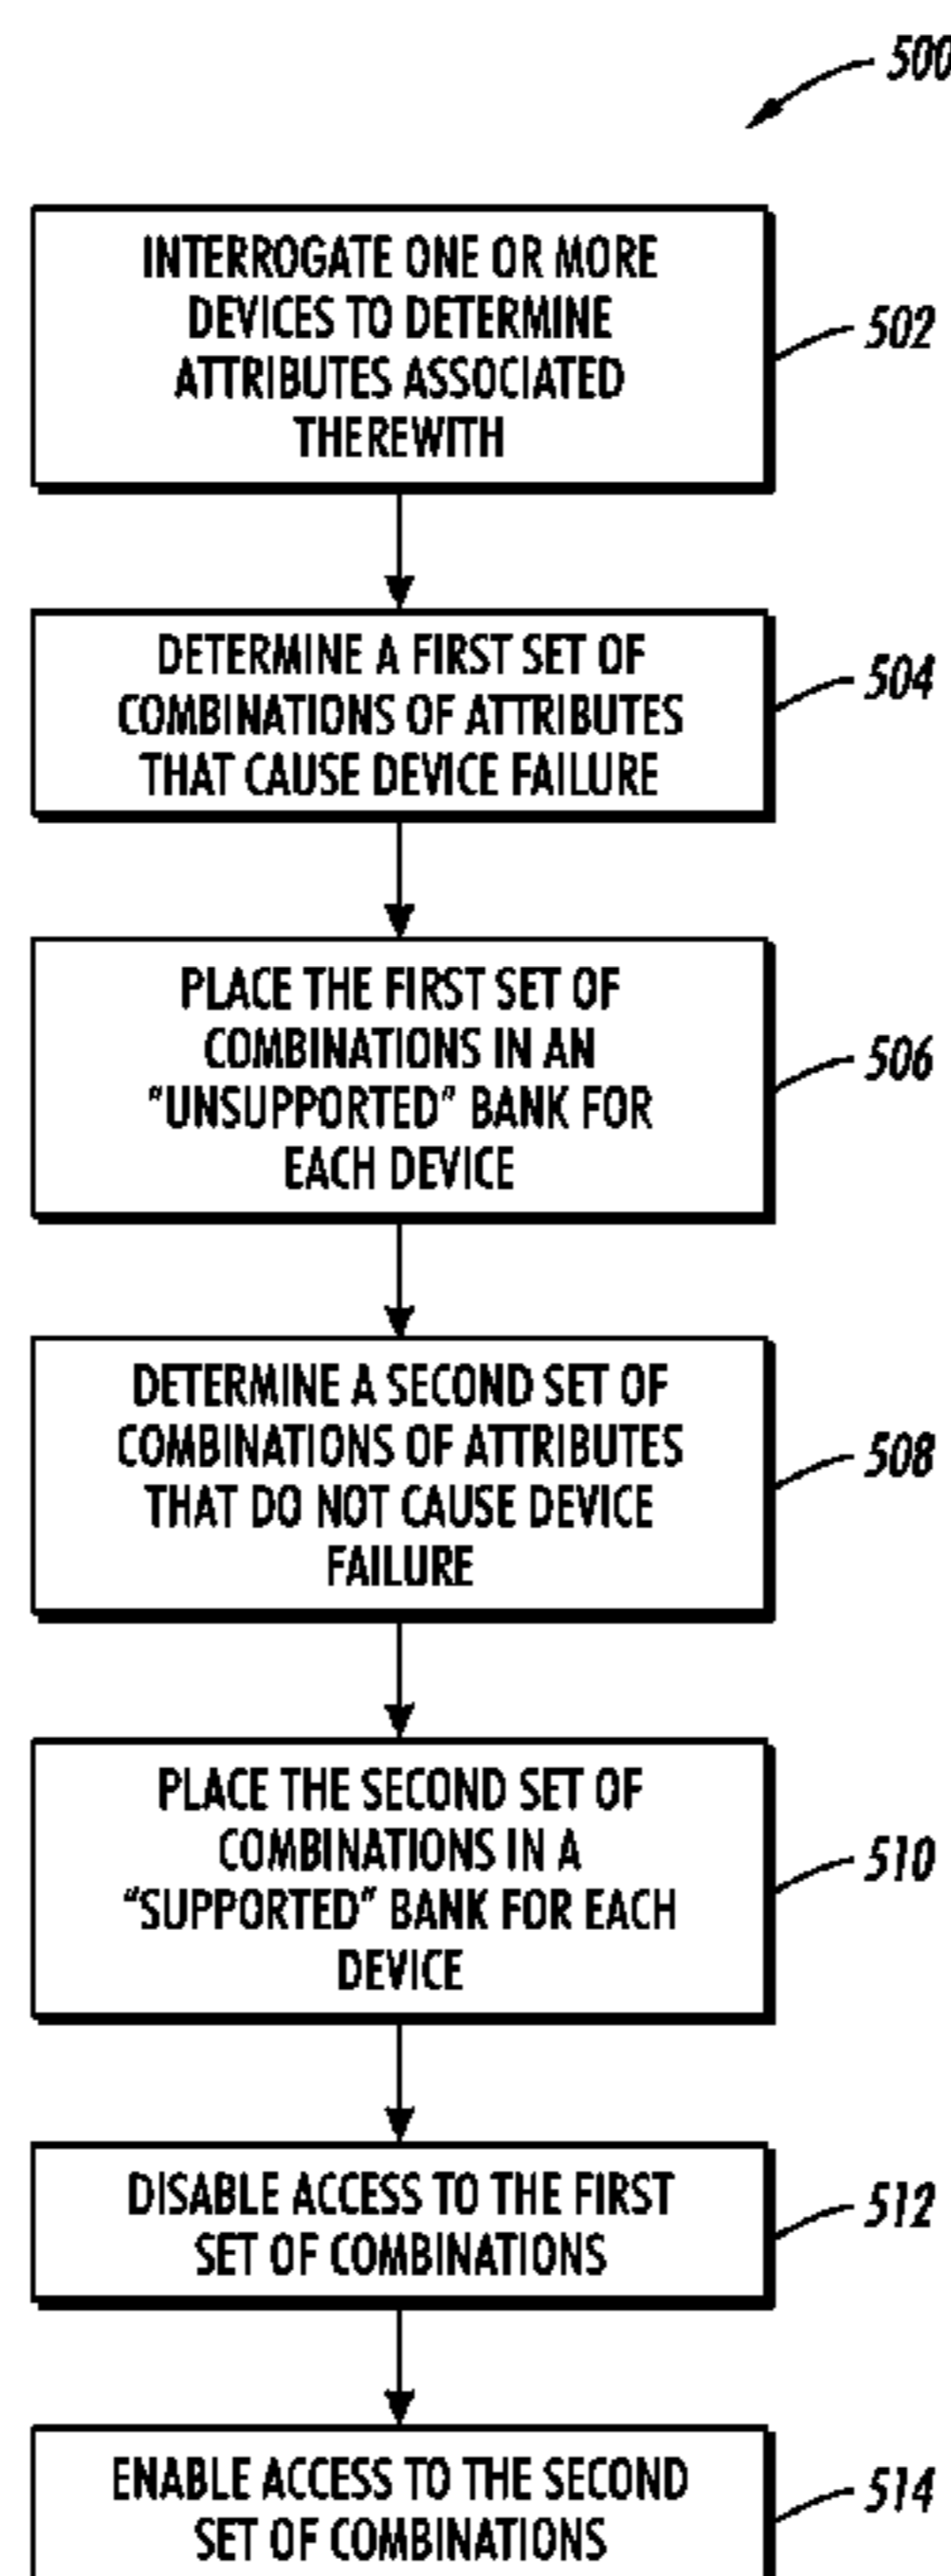 500
INTERROGATE ONE OR MORE
DEVICES TO DETERMINE
ATTRIBUTES ASSOCIATED
THEREWITH
502
DETERMINE A FIRST SET OF
COMBINATIONS OF ATTRIBUTES
THAT CAUSE DEVICE FAILURE
504
PLACE THE FIRST SET OF
COMBINATIONS IN AN
"UNSUPPORTED" BANK FOR
EACH DEVICE
506
DETERMINE A SECOND SET OF
COMBINATIONS OF ATTRIBUTES
THAT DO NOT CAUSE DEVICE
FAILURE
508
PLACE THE SECOND SET OF
COMBINATIONS IN A
"SUPPORTED" BANK FOR EACH
DEVICE
510
DISABLE ACCESS TO THE FIRST
SET OF COMBINATIONS
512
ENABLE ACCESS TO THE SECOND
SET OF COMBINATIONS
514